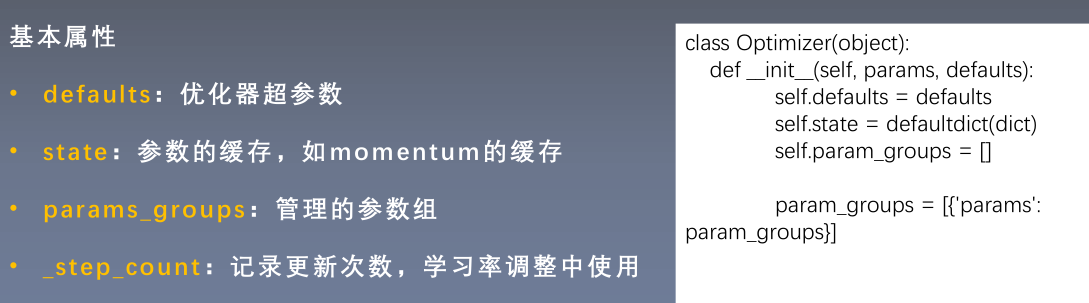 基本属性
• defaults：优化器超参数
• state：参数的缓存，如momentum的缓存
• params_groups：管理的参数组
• _step_count：记录更新次数，学习率调整中使用
class Optimizer(object):
def __init__(self, params, defaults):
self.defaults = defaults
self.state = defaultdict(dict)
self.param_groups = []
param_groups = [{'params':
param_groups}]